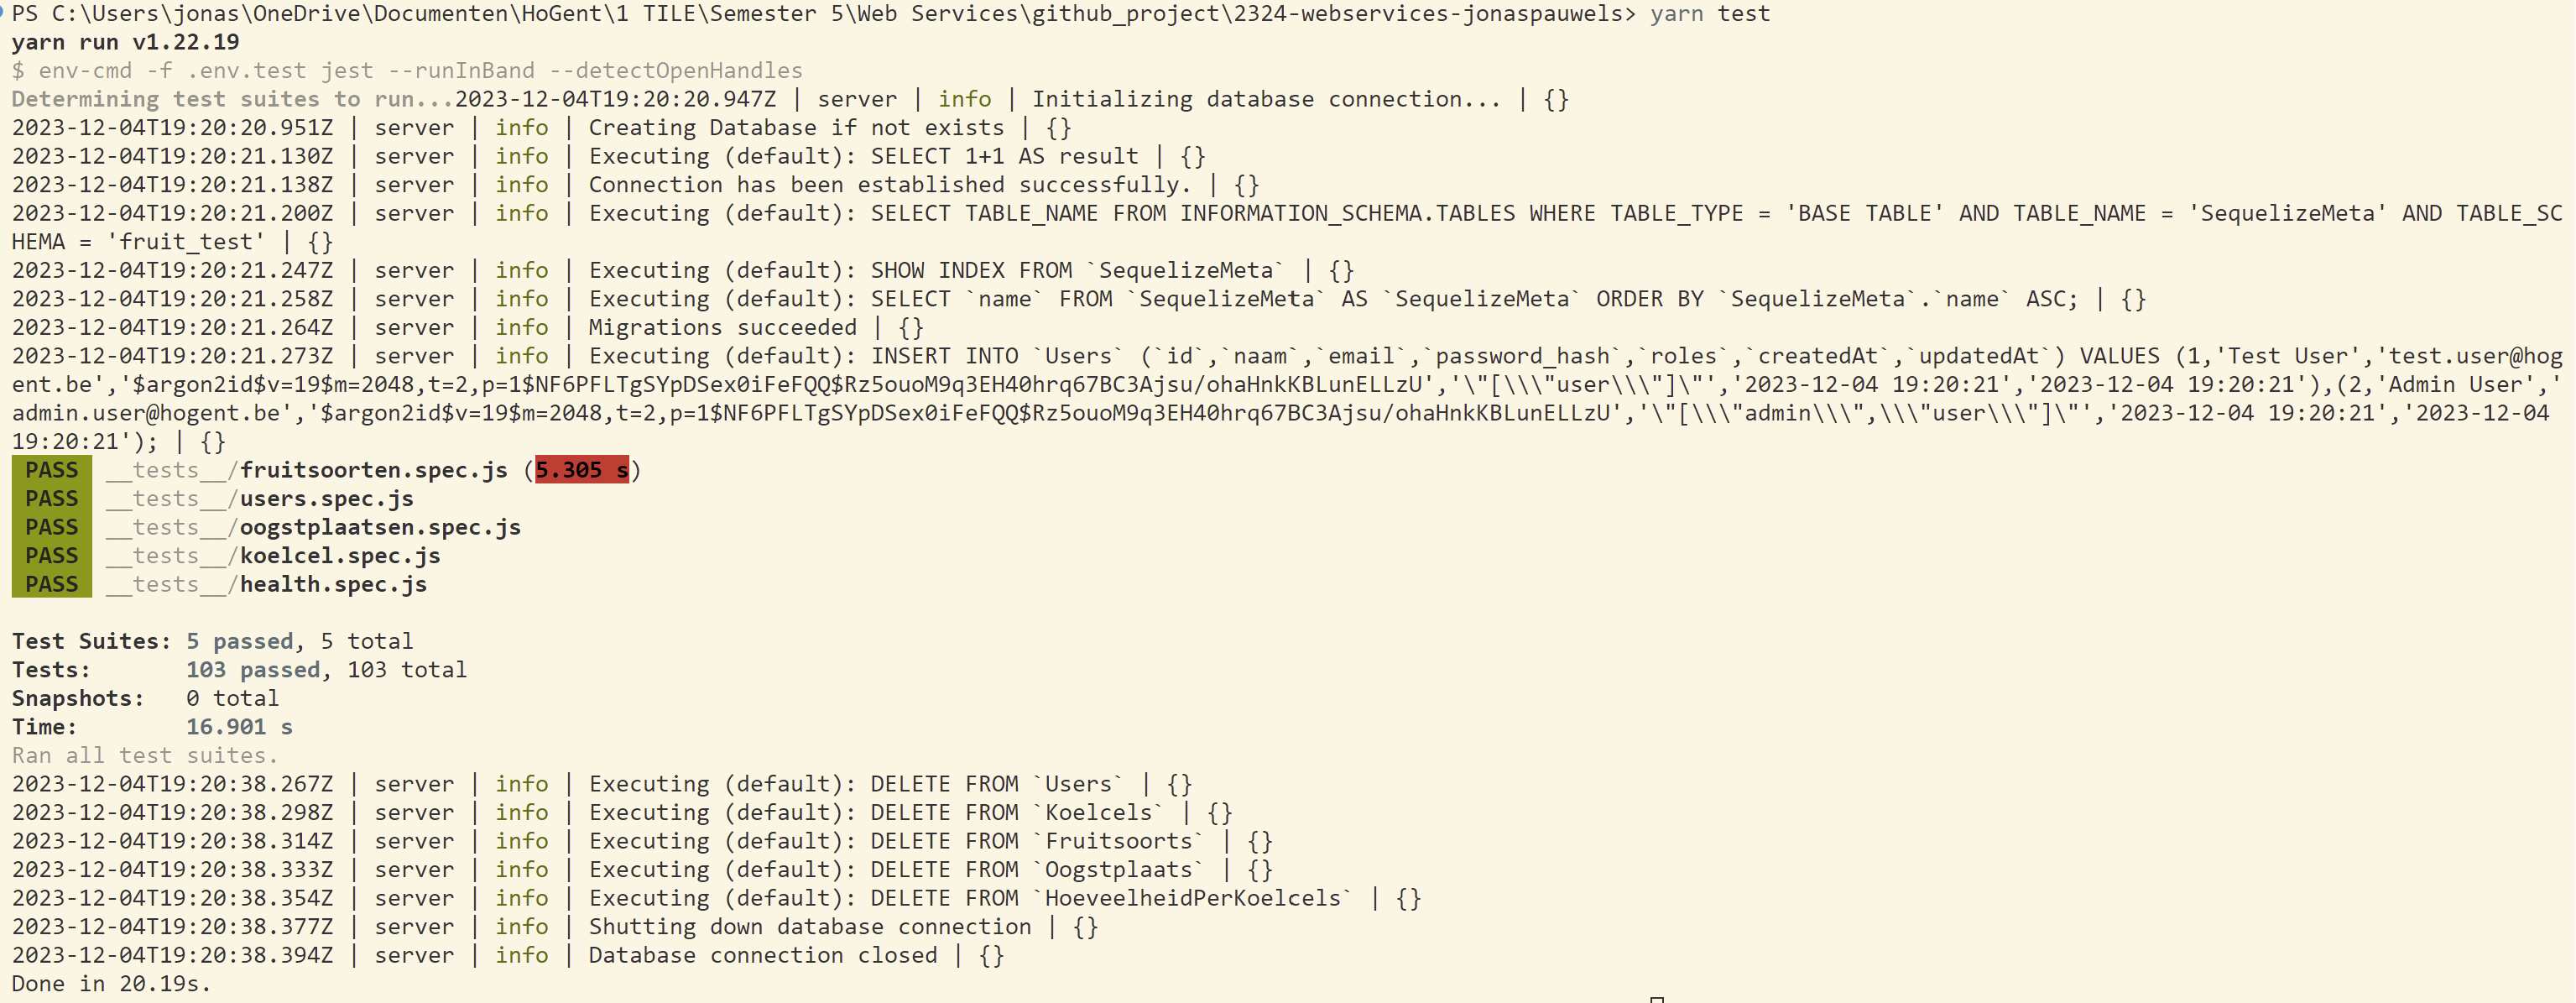 PS C:\Users\jonas\OneDrive\Documenten\HoGent\1 TILE\Semester 5\Web Services\github_project\2324-webservices-jonaspauwels> yarn test
yarn run v1.22.19
$ env-cmd -f .env.test jest --runInBand --detectOpenHandles
Determining test suites to run...2023-12-04T19:20:20.947Z | server | info | Initializing database connection... | {}
2023-12-04T19:20:20.951Z | server | info | Creating Database if not exists | {}
2023-12-04T19:20:21.130Z | server | info | Executing (default): SELECT 1+1 AS result | {}
2023-12-04T19:20:21.138Z | server | info | Connection has been established successfully. | {}
2023-12-04T19:20:21.200Z | server | info | Executing (default): SELECT TABLE_NAME FROM INFORMATION_SCHEMA.TABLES WHERE TABLE_TYPE = 'BASE TABLE' AND TABLE_NAME = 'SequelizeMeta' AND TABLE_SC
HEMA = 'fruit_test' | {}
2023-12-04T19:20:21.247Z | server | info | Executing (default): SHOW INDEX FROM `SequelizeMeta` | {}
2023-12-04T19:20:21.258Z | server | info | Executing (default): SELECT `name` FROM `SequelizeMeta` AS `SequelizeMeta` ORDER BY `SequelizeMeta`.`name` ASC; | {}
2023-12-04T19:20:21.264Z | server | info | Migrations succeeded | {}
2023-12-04T19:20:21.273Z | server | info | Executing (default): INSERT INTO `Users` (`id`,`naam`,`email`,`password_hash`,`roles`,`createdAt`,`updatedAt`) VALUES (1,'Test User','test.user@hog
ent.be','$argon2id$v=19$m=2048,t=2,p=1$NF6PFLTgSYpDSex0iFeFQQ$Rz5ouoM9q3EH40hrq67BC3Ajsu/ohaHnkKBLunELLzU','\"[\\\"user\\\"]\"','2023-12-04 19:20:21','2023-12-04 19:20:21'),(2,'Admin User','
admin.user@hogent.be','$argon2id$v=19$m=2048,t=2,p=1$NF6PFLTgSYpDSex0iFeFQQ$Rz5ouoM9q3EH40hrq67BC3Ajsu/ohaHnkKBLunELLzU','\"[\\\"admin\\\",\\\"user\\\"]\"','2023-12-04 19:20:21','2023-12-04
19:20:21'); | {}
PASS __tests__/fruitsoorten.spec.js (5.305 s)
PASS __tests__/users.spec.js
PASS __tests__/oogstplaatsen.spec.js
PASS __tests__/koelcel.spec.js
PASS __tests__/health.spec.js
Test Suites: 5 passed, 5 total
Tests: 103 passed, 103 total
Snapshots: 0 total
Time: 16.901 s
Ran all test suites.
2023-12-04T19:20:38.267Z | server | info | Executing (default): DELETE FROM `Users` | {}
2023-12-04T19:20:38.298Z | server | info | Executing (default): DELETE FROM `Koelcels` | {}
2023-12-04T19:20:38.314Z | server | info | Executing (default): DELETE FROM `Fruitsoorts` | {}
2023-12-04T19:20:38.333Z | server | info | Executing (default): DELETE FROM `Oogstplaats` | {}
2023-12-04T19:20:38.354Z | server | info | Executing (default): DELETE FROM `HoeveelheidPerKoelcels` | {}
2023-12-04T19:20:38.377Z | server | info | Shutting down database connection | {}
2023-12-04T19:20:38.394Z | server | info | Database connection closed | {}
Done in 20.19s.